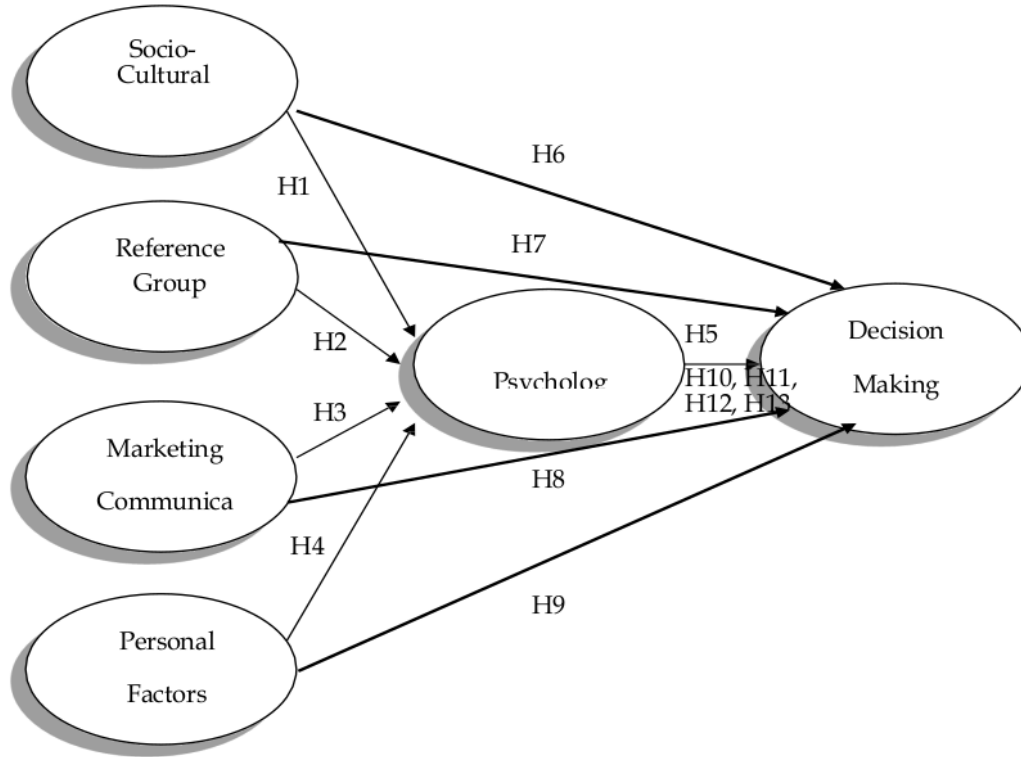 Socio-
Cultural
H6
H1
Reference
Group
H7
H2
H5
Decision
Making
Psycholog
H10, H11,
H12, H13
H3
Marketing
Communica
H8
H4
H9
Personal
Factors